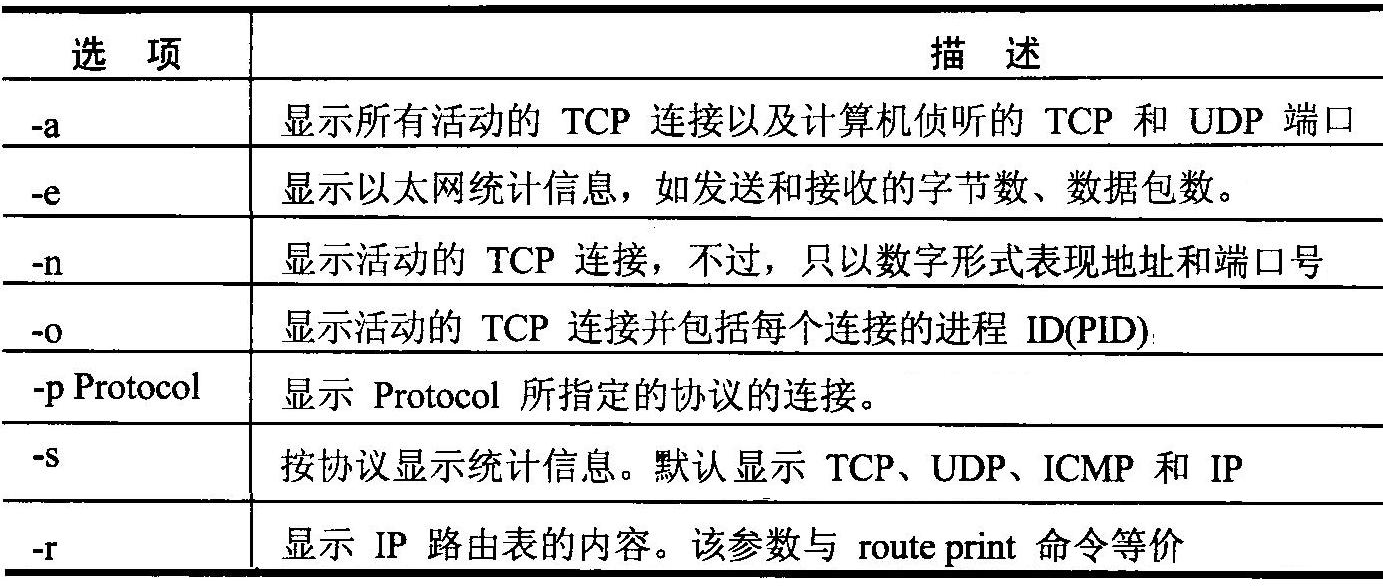 选 项 描 述
-a 显示所有活动的 TCP 连接以及计算机侦听的 TCP 和 UDP 端口
-e 显示以太网统计信息，如发送和接收的字节数、数据包数。
-n 显示活动的 TCP 连接，不过，只以数字形式表现地址和端口号
-o 显示活动的 TCP 连接并包括每个连接的进程 ID(PID)
-p Protocol 显示 Protocol 所指定的协议的连接。
-s 按协议显示统计信息。默认显示 TCP、UDP、ICMP 和 IP
-r 显示 IP 路由表的内容。该参数与 route print 命令等价